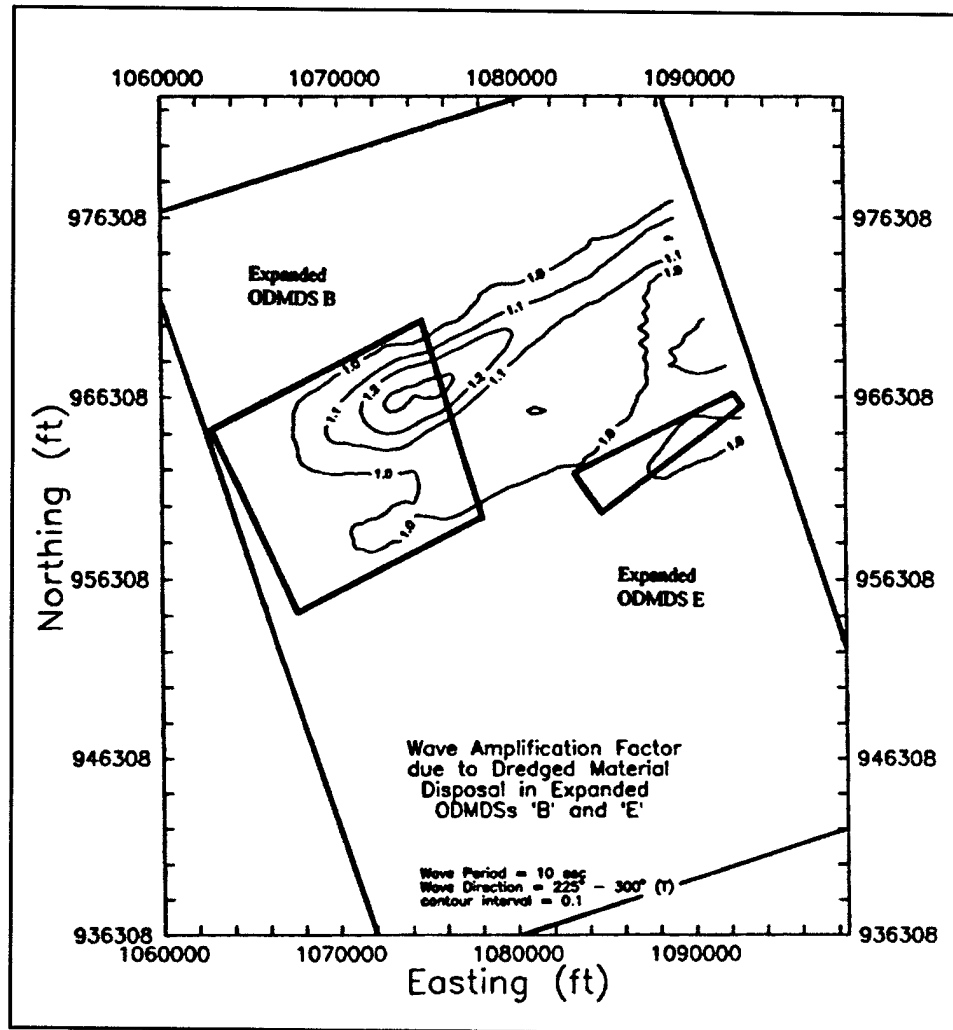 1060000 1070000 1080000 1090000
976308 976308
Expanded
ODMDS B
1.0
1.1
1.1
1.0
1.0
1.1
1.2
1.2
1.1
966308 966308
1.0
1.0
1.0
1.0
956308 956308
Expanded
ODMDS E
946308 946308
Wave Amplification Factor
due to Dredged Material
Disposal in Expanded
ODMDSs 'B' and 'E'
Wave Period = 10 sec
Wave Direction = 225° - 300° (T)
contour interval = 0.1
936308 936308
1060000 1070000 1080000 1090000
Northing (ft)
Easting (ft)